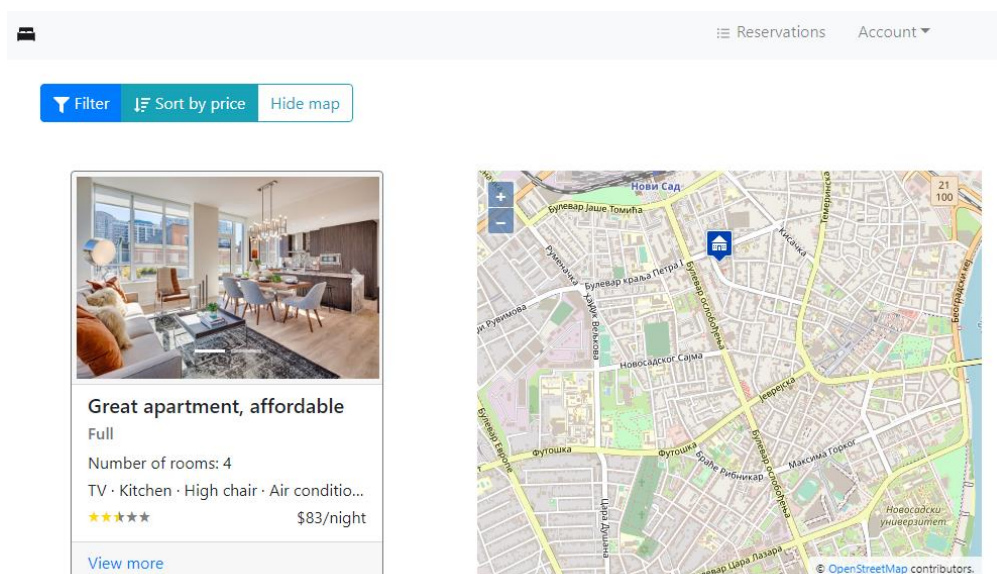 Reservations Account
Filter Sort by price Hide map
Great apartment, affordable
Full
Number of rooms: 4
TV · Kitchen · High chair · Air conditio...
$83/night
View more
+
−
Нови Сад
21
100
Булевар Јаше Томића
Темеринска
Кисачка
Руменачка
Булевар краља Петра I
Хајдук Вељкова
Булевар ослобођења
Београдски кеј
Новосадског Сајма
Јеврејска
Булевар Европе
Футошка
Футошка
Браће Рибникар
Максима Горког
Булевар ослобођења
Цара Душана
Новосадски
универзитет
Булевар Цара Лазара
© OpenStreetMap contributors.